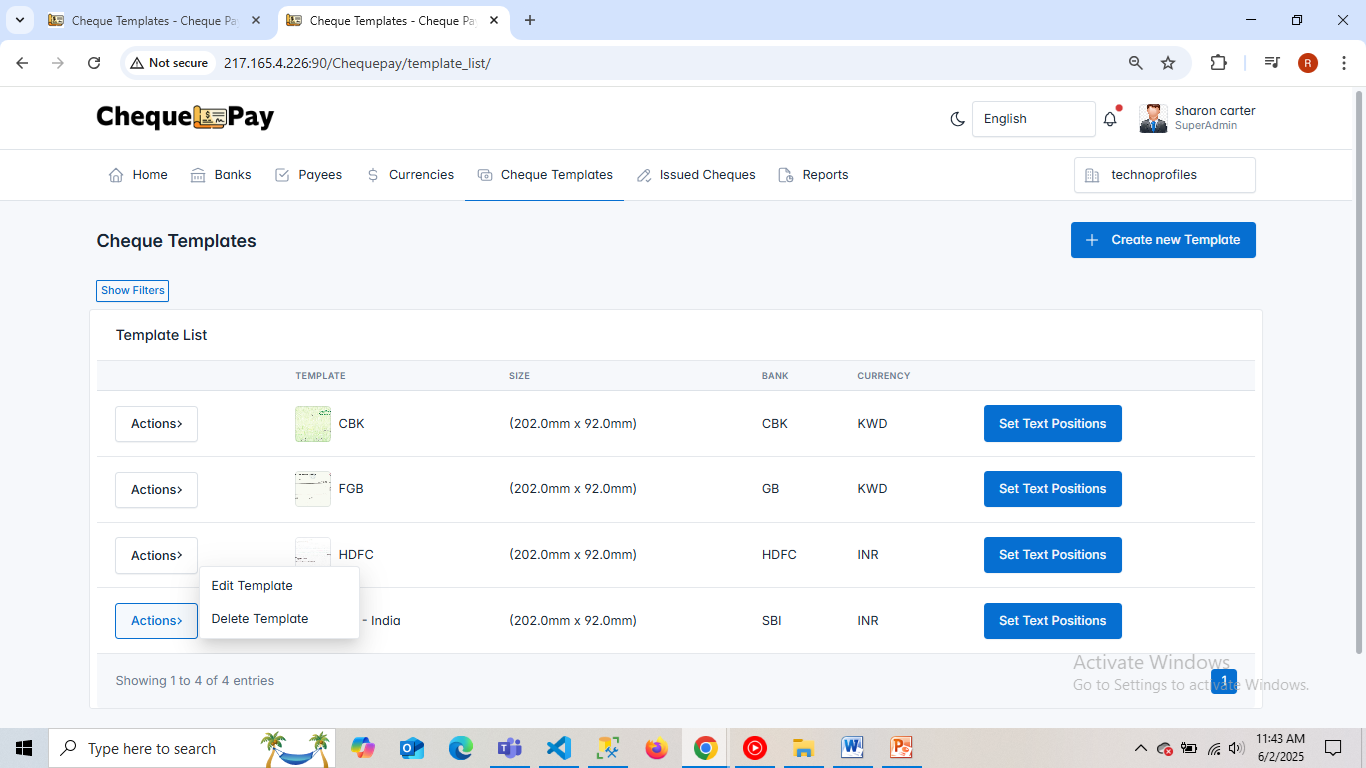 Cheque Templates - Cheque Pa
Cheque Templates - Cheque Pa
Not secure
217.165.4.226:90/Chequepay/template_list/
R
Cheque Pay
English
sharon carter
SuperAdmin
Home
Banks
Payees
Currencies
Cheque Templates
Issued Cheques
Reports
technoprofiles
Cheque Templates
Create new Template
Show Filters
Template List
TEMPLATE SIZE BANK CURRENCY
Actions> CBK (202.0mm x 92.0mm) CBK KWD Set Text Positions
Actions> FGB (202.0mm x 92.0mm) GB KWD Set Text Positions
Actions> HDFC (202.0mm x 92.0mm) HDFC INR Set Text Positions
Edit Template
Delete Template
Actions> - India (202.0mm x 92.0mm) SBI INR Set Text Positions
Showing 1 to 4 of 4 entries
1
Activate Windows
Go to Settings to activate Windows.
Type here to search
11:43 AM
6/2/2025